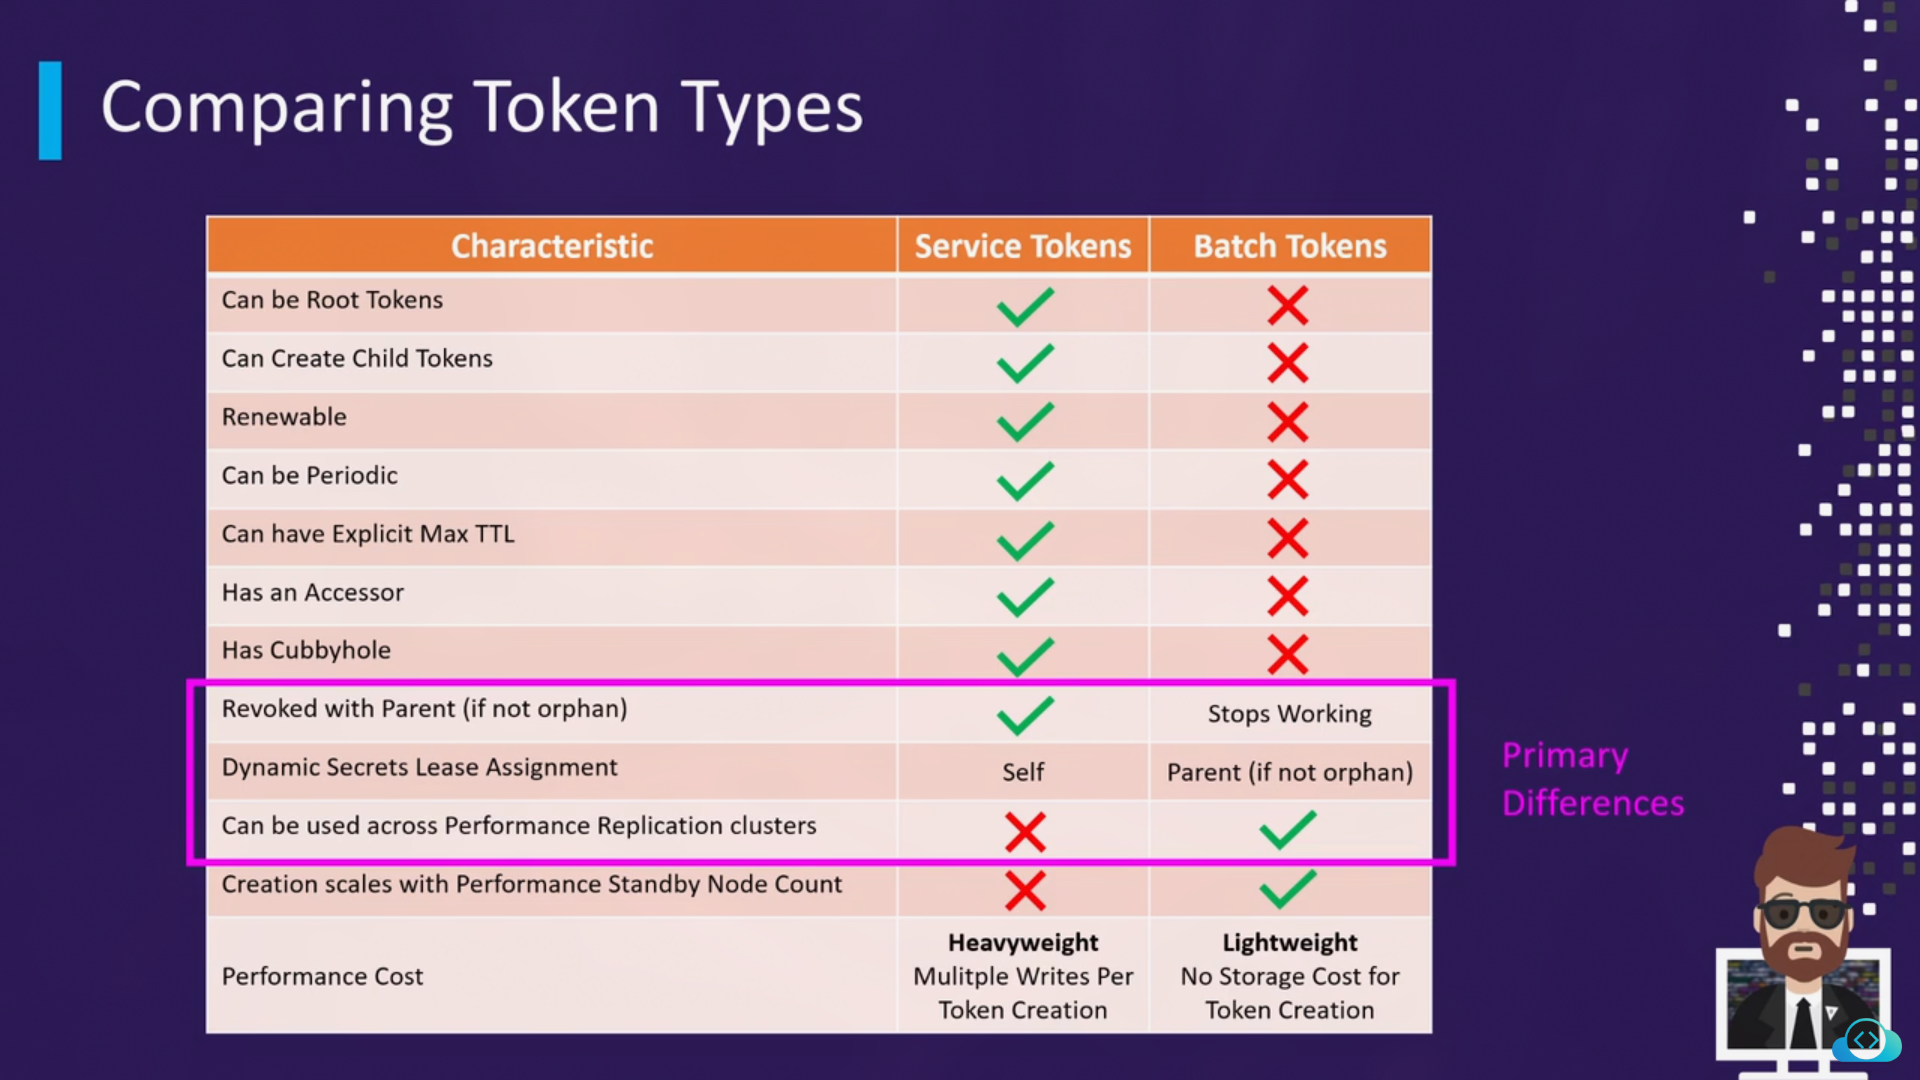 Comparing Token Types
Characteristic Service Tokens Batch Tokens
Can be Root Tokens
Can Create Child Tokens
Renewable
Can be Periodic
Can have Explicit Max TTL
Has an Accessor
Has Cubbyhole
Revoked with Parent (if not orphan) Stops Working
Dynamic Secrets Lease Assignment Self Parent (if not orphan)
Can be used across Performance Replication clusters
Primary
Differences
Creation scales with Performance Standby Node Count
Performance Cost
Heavyweight
Mulitple Writes Per
Token Creation
Lightweight
No Storage Cost for
Token Creation